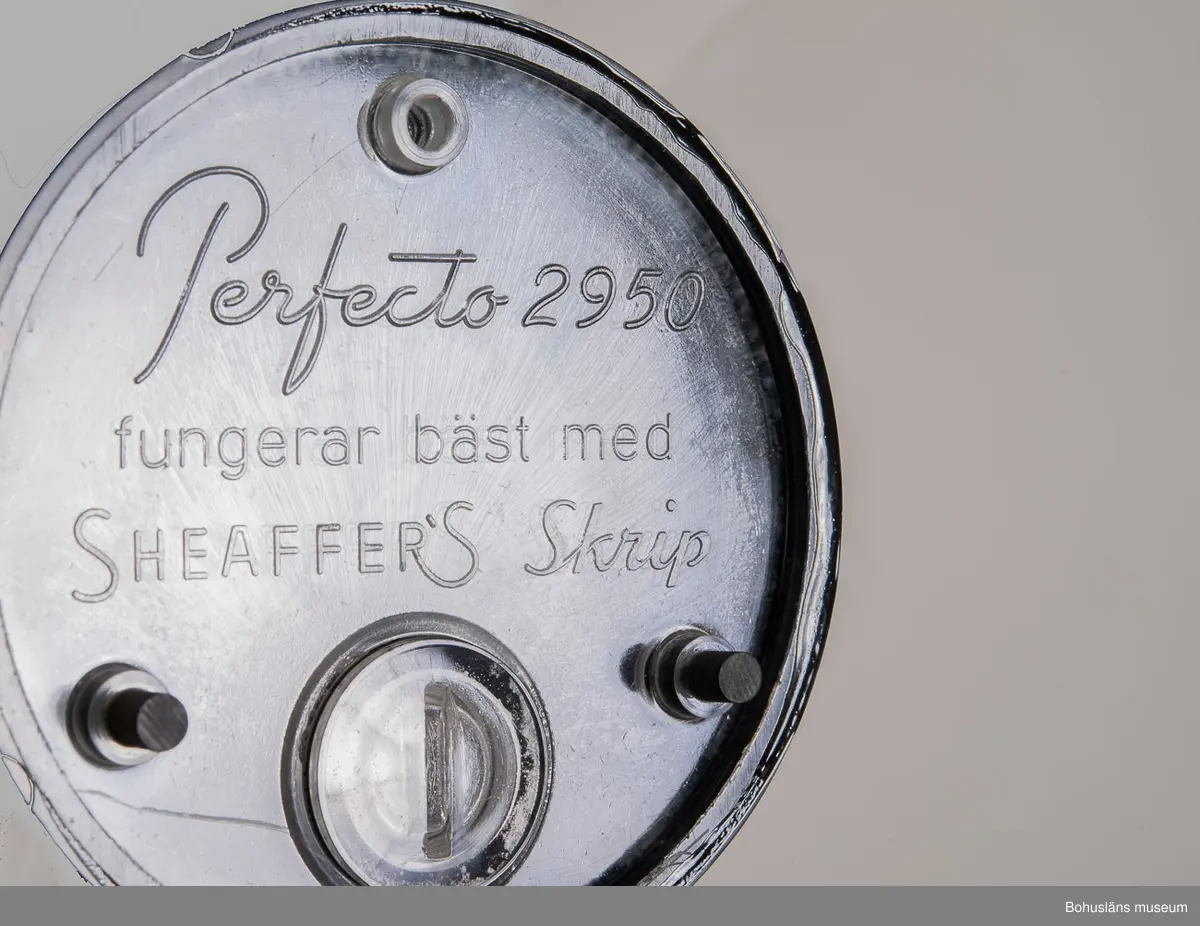 Perfecto 2950
fungerar bäst med
SHEAFFER'S Skrip
Bohusläns museum